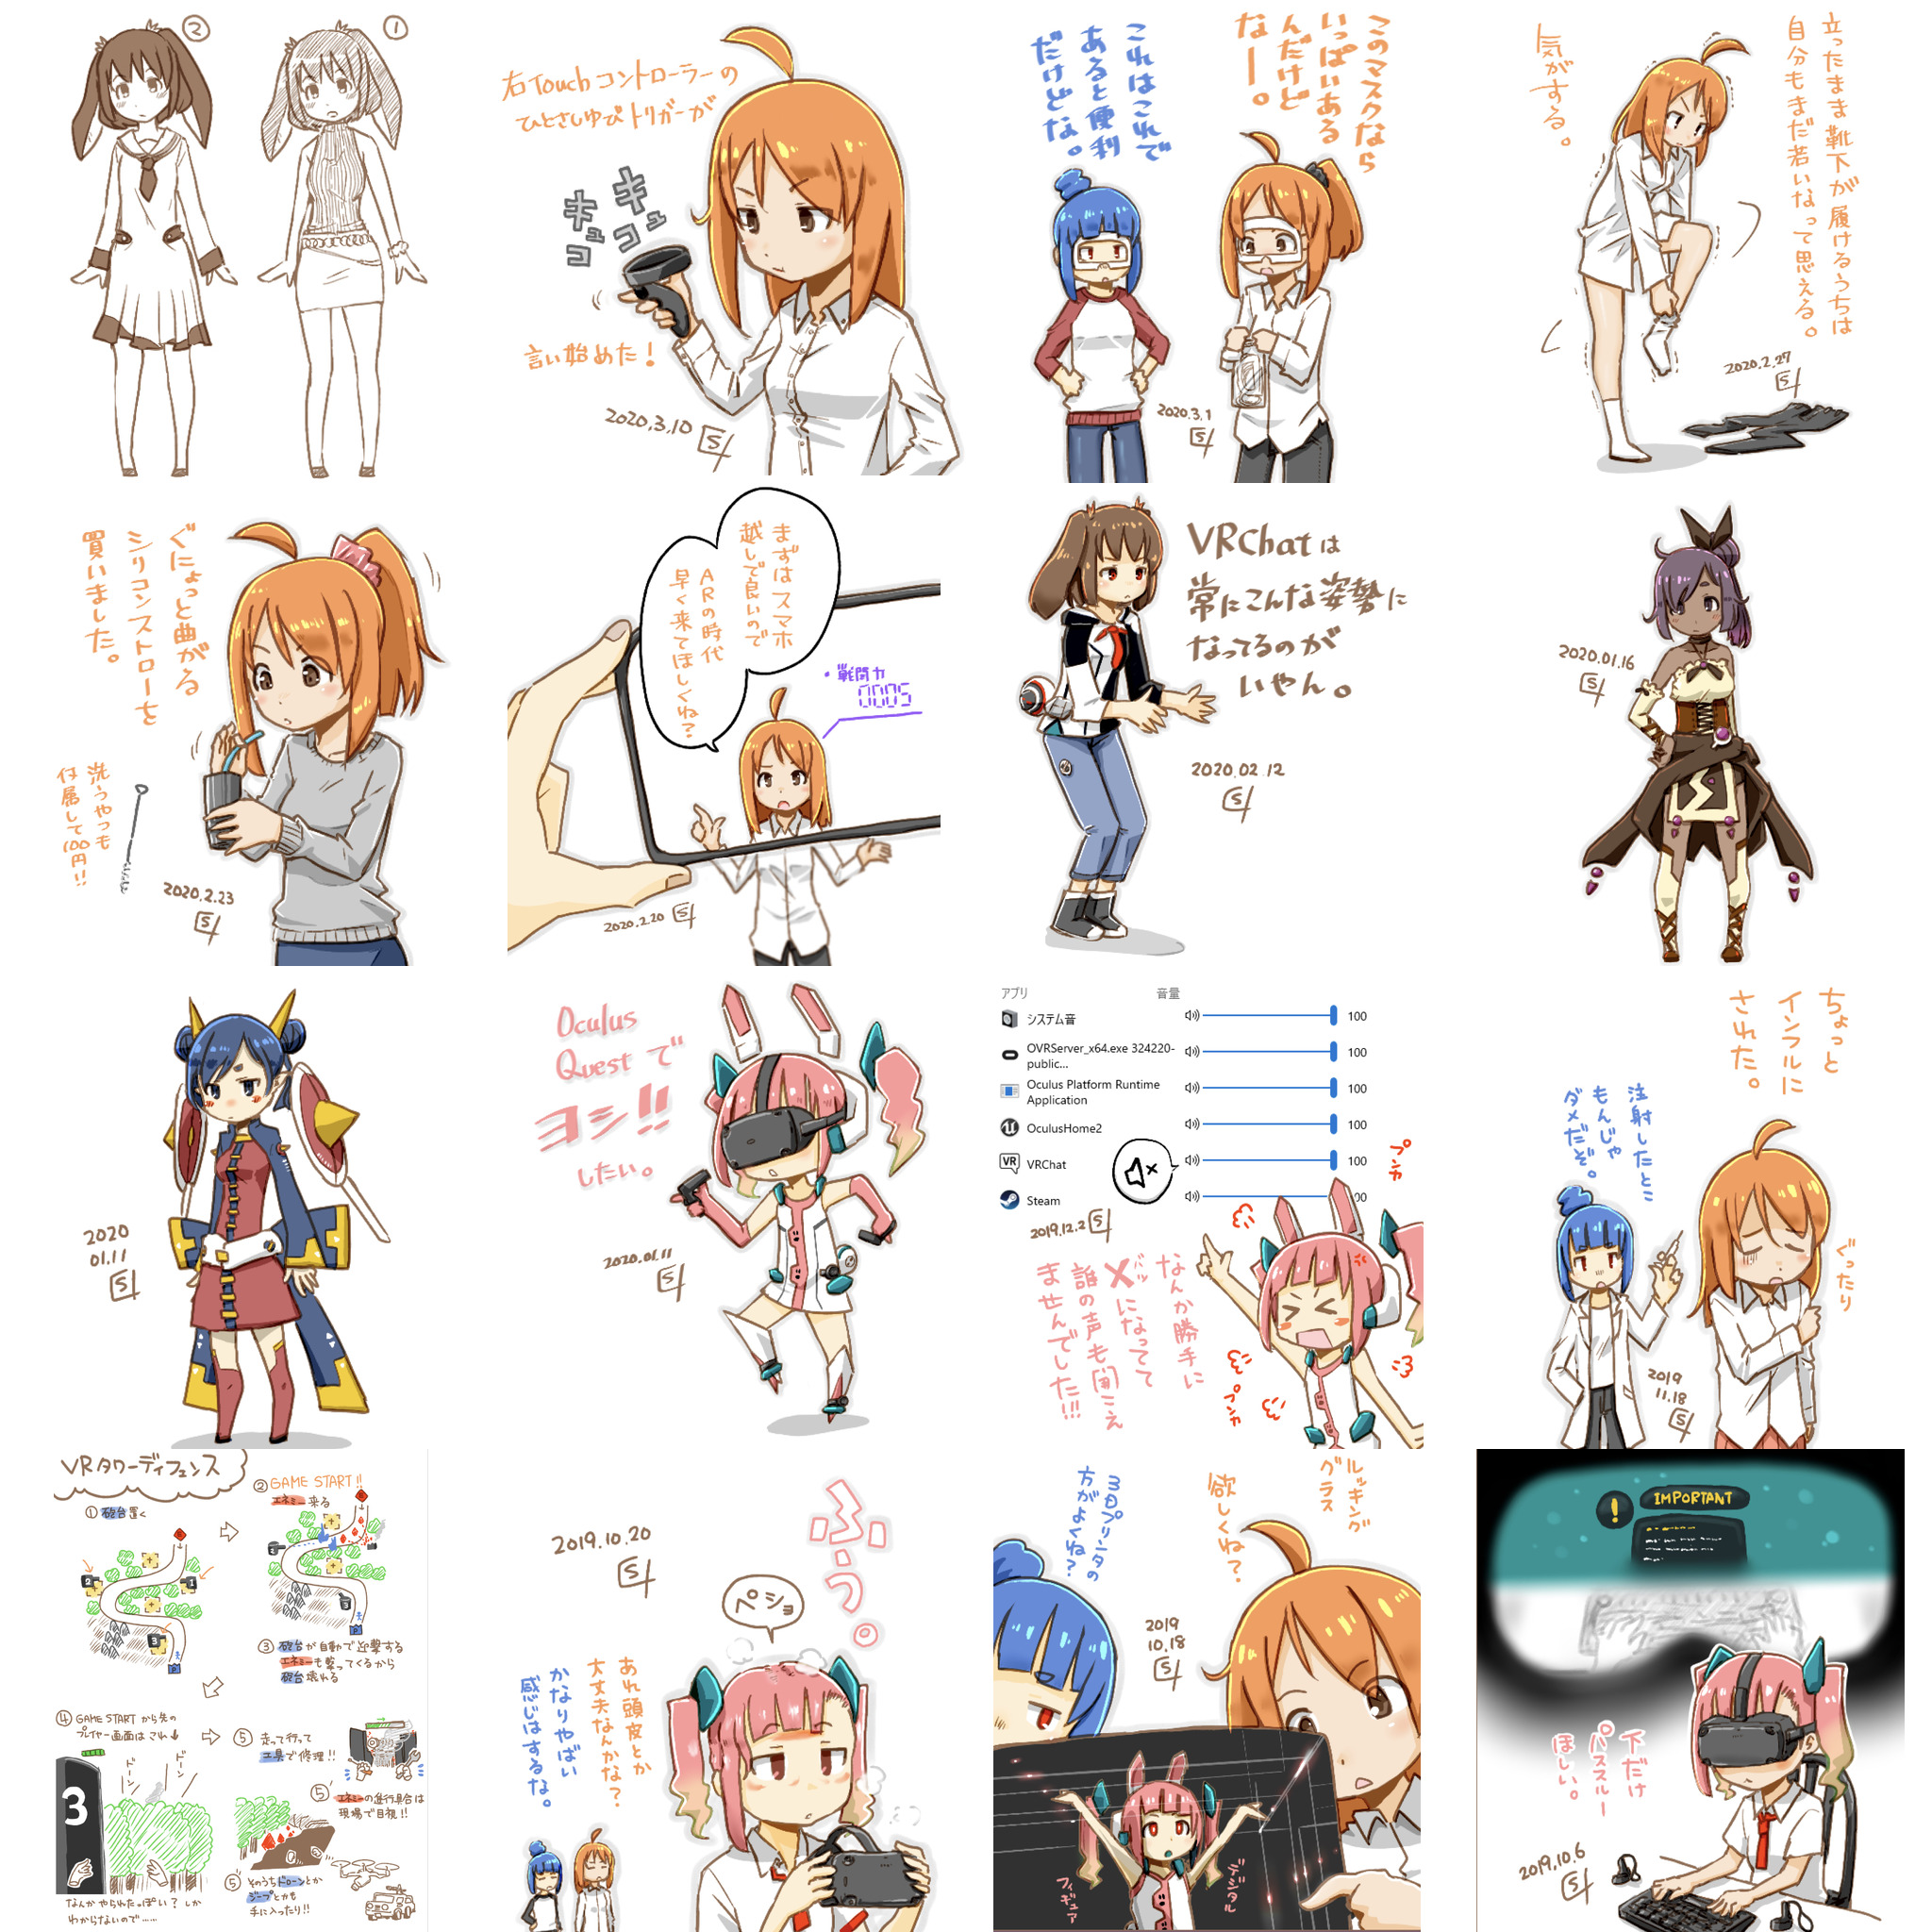 ②
①
右Touchコントローラーの
ひとさしゆびトリガーが
キュ
コ
キュ
コ
言い始めた！
2020.3.10
このマスクなら
いっぱいある
んだけど
なー。
これはこれで
あると便利
だけどな。
2020.3.1
立ったまま靴下が履けるうちは
自分もまだ若いなって思える。
気がする。
2020.2.27
ぐにょっと曲がる
シリコンストローを
買いました。
洗うやつも
付属して100円!!
2020.2.23
まずはスマホ
越しで良いので
ARの時代
早く来てほしくね？
・戦闘力
0005
2020.2.20
VRChatは
常にこんな姿勢に
なってるのが
いやん。
2020.02.12
2020.01.16
2020
01.11
Oculus
Questで
ヨシ!!
したい。
2020.01.11
アプリ
音量
システム音
100
OVRServer_x64.exe 324220-
public...
100
Oculus Platform Runtime
Application
100
OculusHome2
100
VRChat
100
Steam
00
2019.12.2
プンカ
なんか勝手に
✕ッになってて
誰の声も聞こえ
ませんでした!!!
プンカ
ちょっと
インフルに
された。
注射したとこ
もんじゃ
ダメだぞ。
ぐったり
2019
11.18
VRタワーディフェンス
①砲台置く
②GAME START!!
エネミー来る
③砲台が自動で迎撃する
エネミーも撃ってくるから
砲台壊れる
④GAME STARTから先の
プレイヤー画面はこれ↓
ドーン
ドーン
3
なんかやられたっぽい？しか
わからないので……
⑤走って行って
工具で修理!!
⑤'エネミーの進行具合は
現場で目視!!
⑤そのうちドローンとか
ジープとかも
手に入ったり!!
2019.10.20
ふぅ。
ペショ
あれ頭皮とか
大丈夫なんかな？
かなりやばい
感じはするな。
ルッキング
グラス
欲しくね？
3Dプリンタの
方がよくね？
2019
10.18
デジタル
フィギュア
IMPORTANT
下だけ
パススルー
ほしい。
2019.10.6